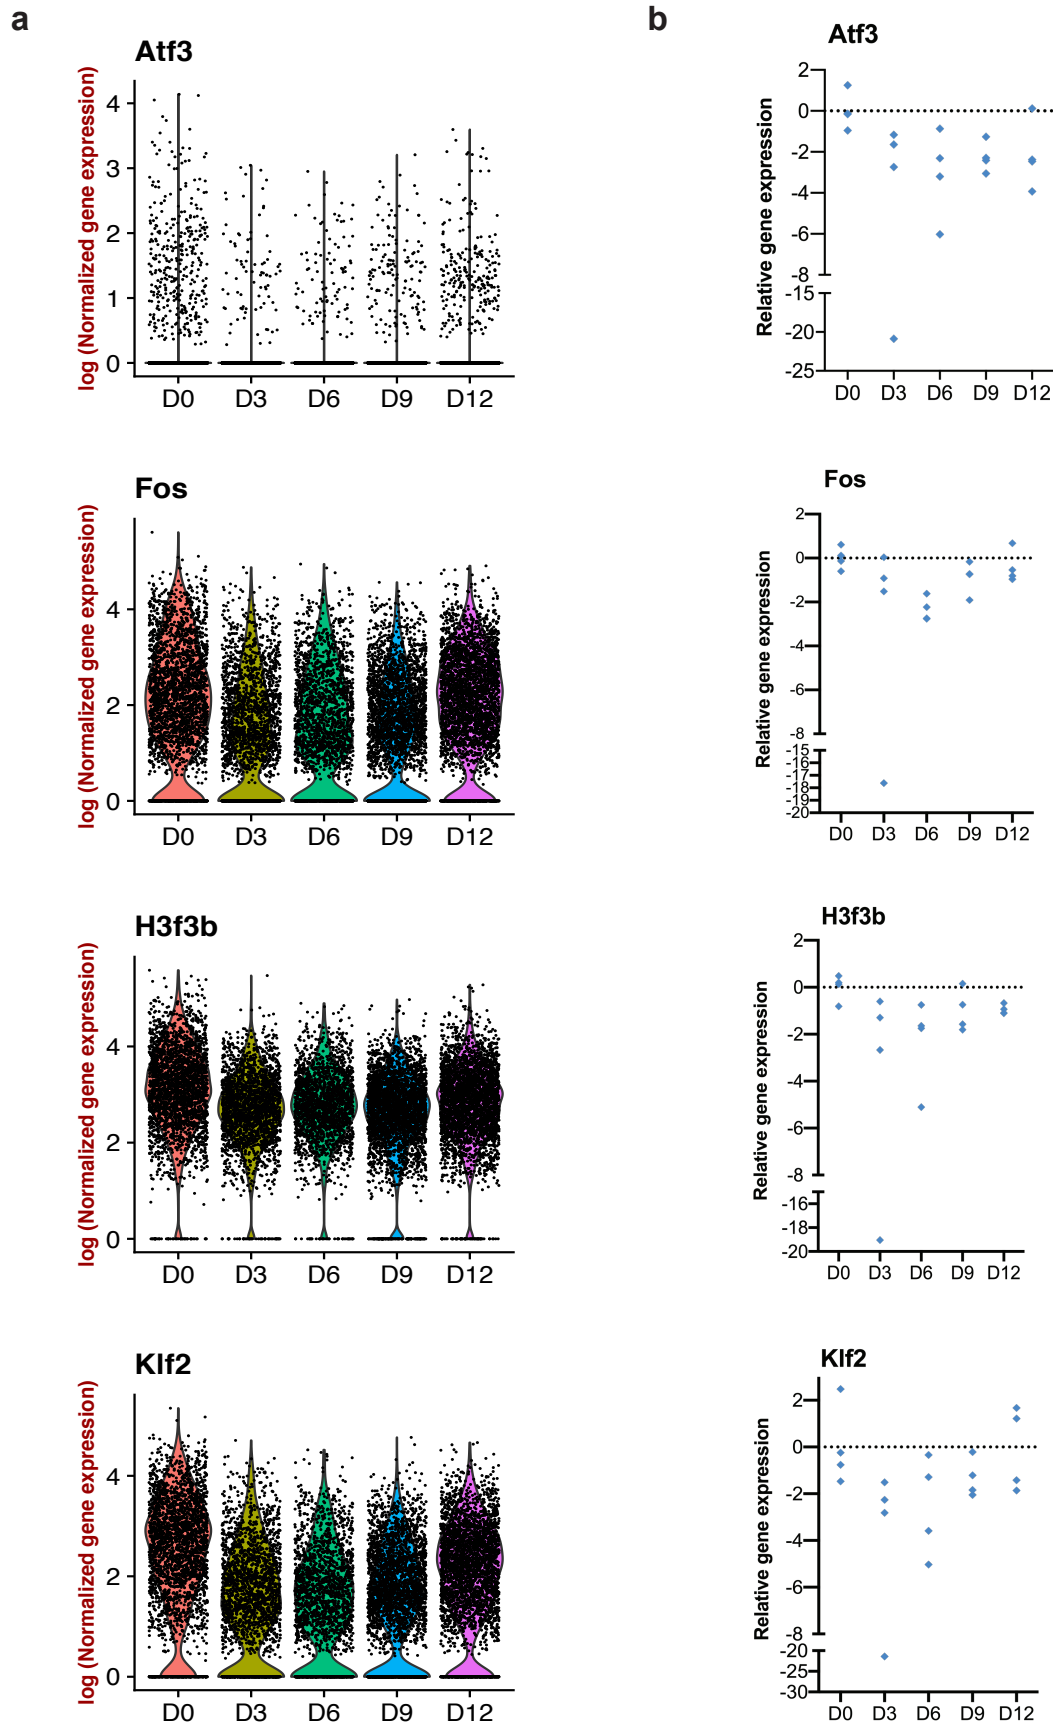 a
b
Atf3
log (Normalized gene expression)
4
3
2
1
0
D0 D3 D6 D9 D12
Atf3
Relative gene expression
2
0
-2
-4
-6
-8
-15
-20
-25
D0 D3 D6 D9 D12
Fos
log (Normalized gene expression)
4
2
0
D0 D3 D6 D9 D12
Fos
Relative gene expression
2
0
-2
-4
-6
-8
-15
-16
-17
-18
-19
-20
D0 D3 D6 D9 D12
H3f3b
log (Normalized gene expression)
4
2
0
D0 D3 D6 D9 D12
H3f3b
Relative gene expression
2
0
-2
-4
-6
-8
-16
-18
-20
D0 D3 D6 D9 D12
Klf2
log (Normalized gene expression)
4
2
0
D0 D3 D6 D9 D12
Klf2
Relative gene expression
2
0
-2
-4
-6
-8
-20
-25
-30
D0 D3 D6 D9 D12